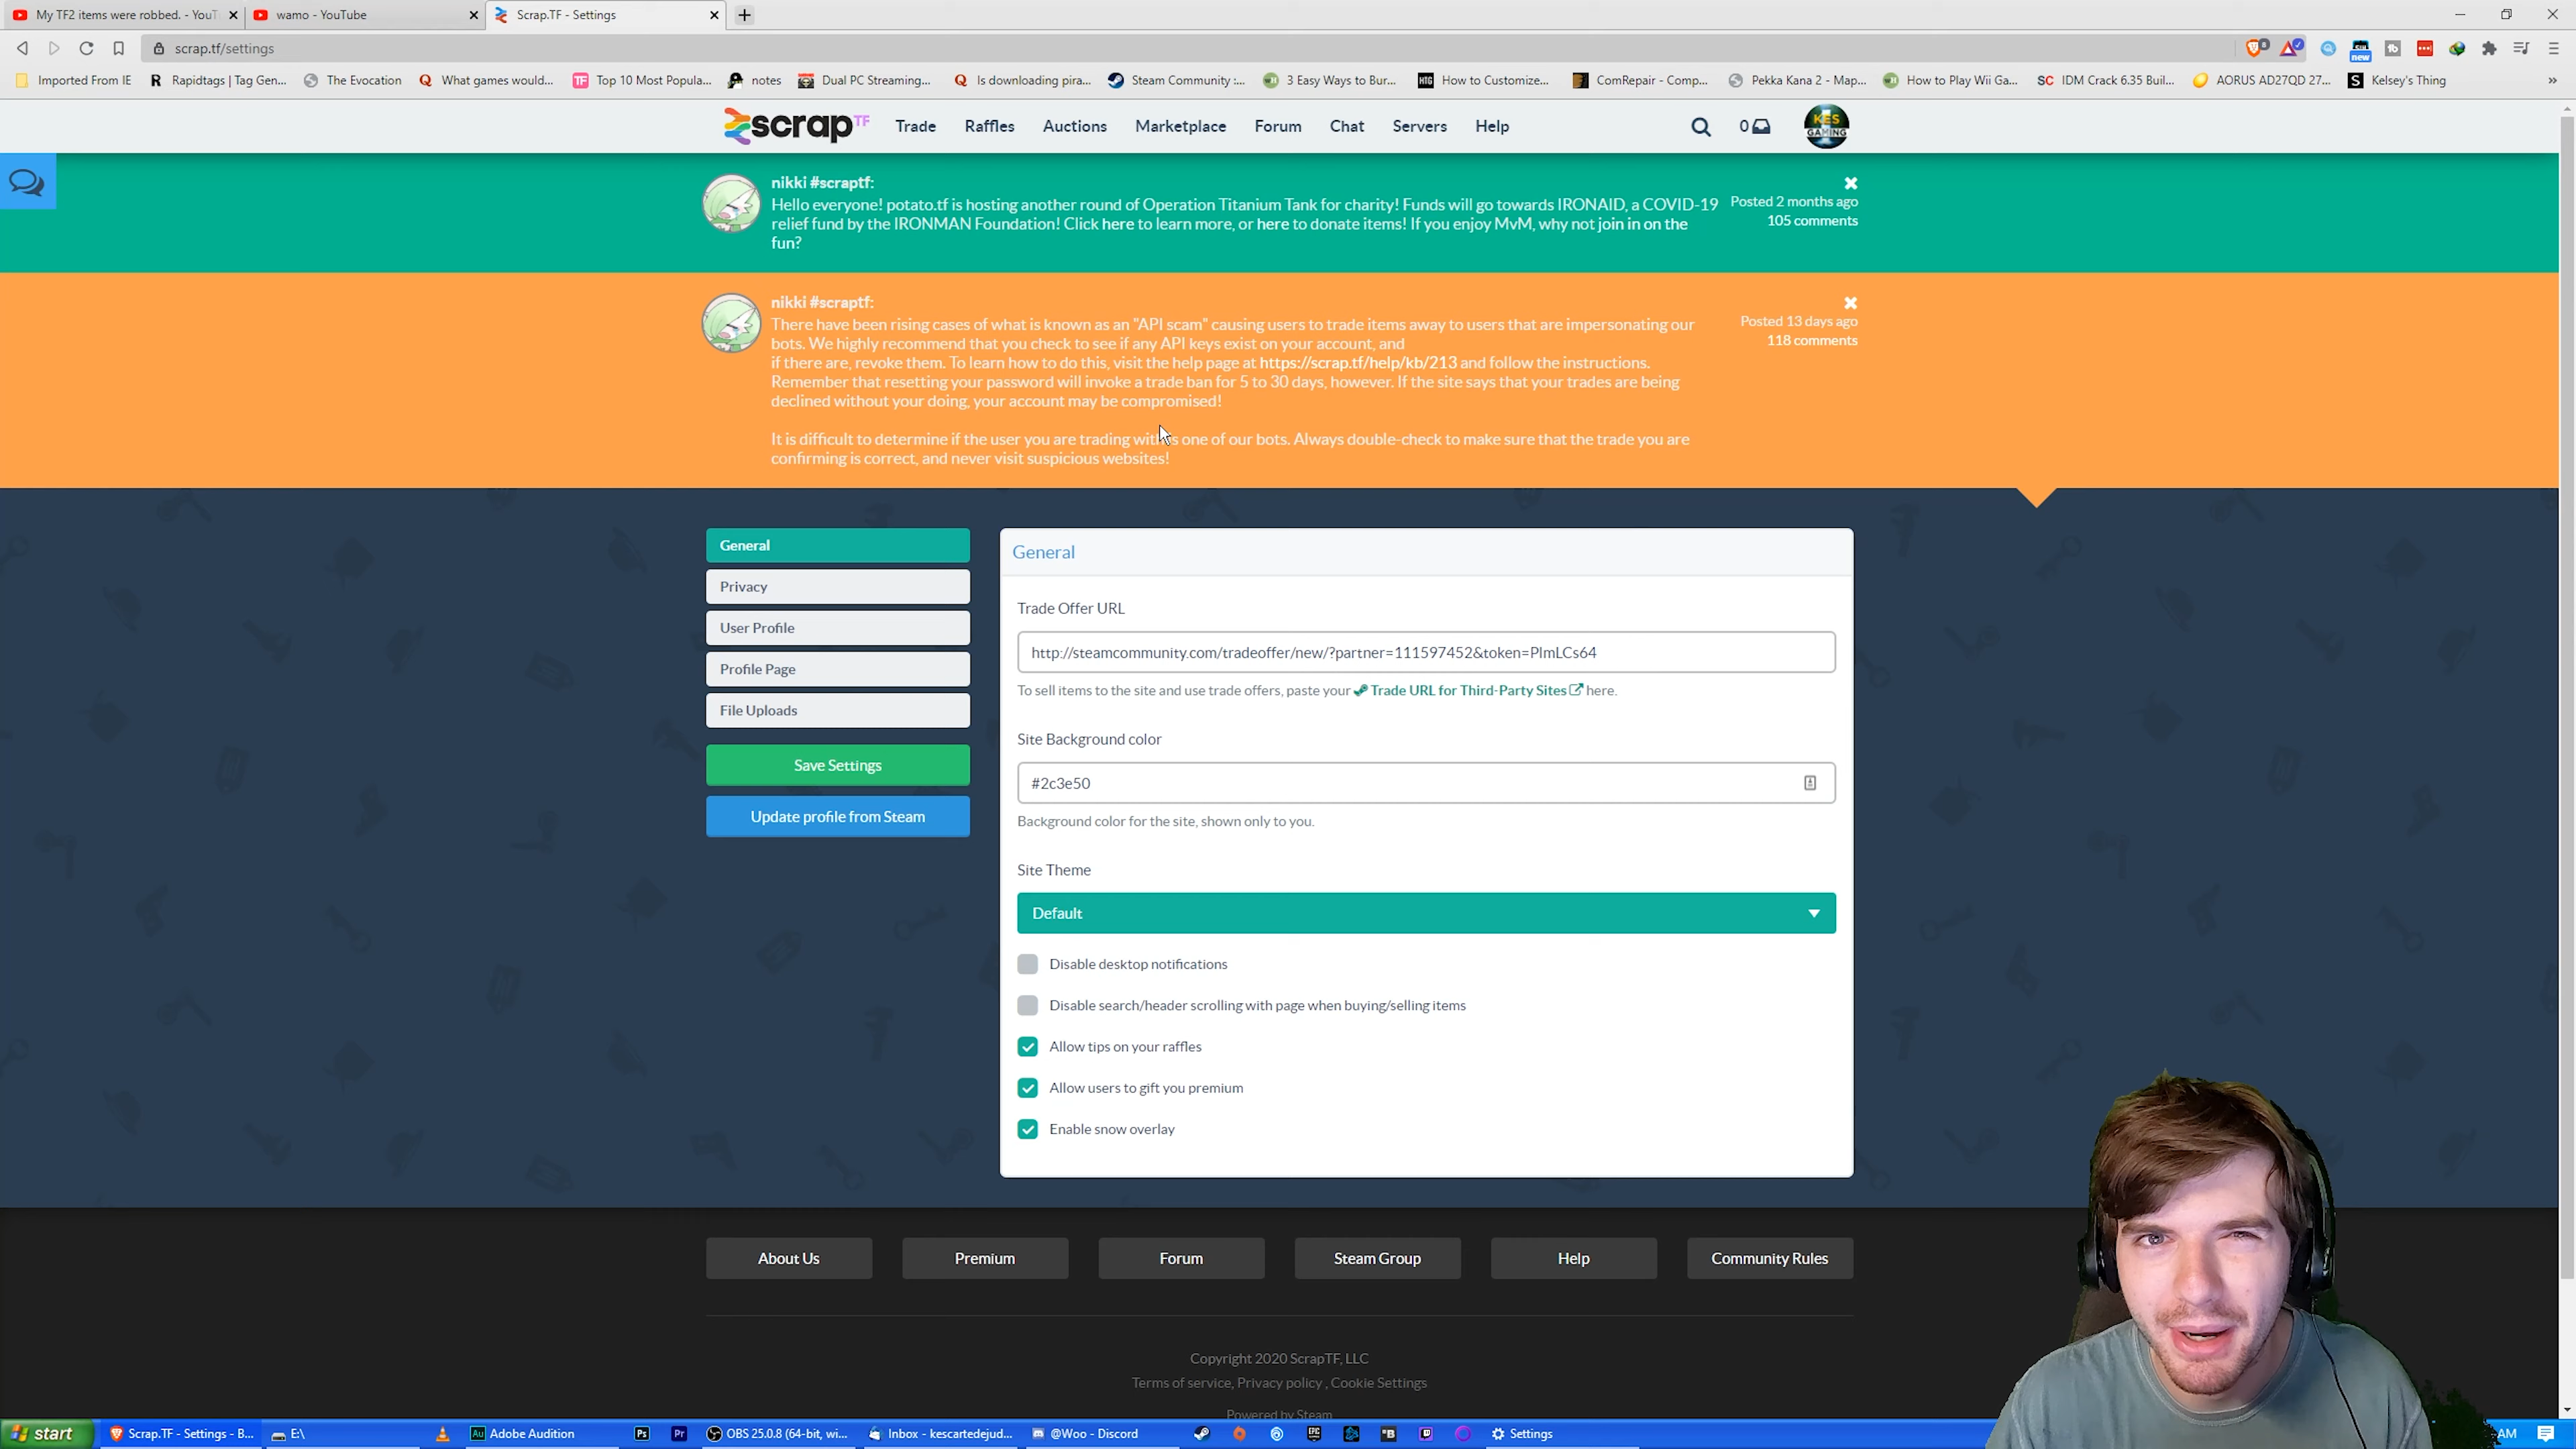 My TF2 items were robbed. - YouT
wamo - YouTube
Scrap.TF - Settings
scrap.tf/settings
new
Imported From IE
Rapidtags | Tag Gen...
The Evocation
What games would...
Top 10 Most Popula...
notes
Dual PC Streaming...
Is downloading pira...
Steam Community :...
3 Easy Ways to Bur...
How to Customize...
ComRepair - Comp...
Pekka Kana 2 - Map...
How to Play Wii Ga...
IDM Crack 6.35 Buil...
AORUS AD27QD 27...
Kelsey's Thing
scrap TF
Trade
Raffles
Auctions
Marketplace
Forum
Chat
Servers
Help
0
KES GAMING
nikki #scraptf:
Hello everyone! potato.tf is hosting another round of Operation Titanium Tank for charity! Funds will go towards IRONAID, a COVID-19
relief fund by the IRONMAN Foundation! Click here to learn more, or here to donate items! If you enjoy MvM, why not join in on the
fun?
Posted 2 months ago
105 comments
nikki #scraptf:
There have been rising cases of what is known as an "API scam" causing users to trade items away to users that are impersonating our
bots. We highly recommend that you check to see if any API keys exist on your account, and
if there are, revoke them. To learn how to do this, visit the help page at https://scrap.tf/help/kb/213 and follow the instructions.
Remember that resetting your password will invoke a trade ban for 5 to 30 days, however. If the site says that your trades are being
declined without your doing, your account may be compromised!
It is difficult to determine if the user you are trading with is one of our bots. Always double-check to make sure that the trade you are
confirming is correct, and never visit suspicious websites!
Posted 13 days ago
118 comments
General
Privacy
User Profile
Profile Page
File Uploads
Save Settings
Update profile from Steam
General
Trade Offer URL
http://steamcommunity.com/tradeoffer/new/?partner=111597452&token=PImLCs64
To sell items to the site and use trade offers, paste your Trade URL for Third-Party Sites here.
Site Background color
#2c3e50
Background color for the site, shown only to you.
Site Theme
Default
Disable desktop notifications
Disable search/header scrolling with page when buying/selling items
Allow tips on your raffles
Allow users to gift you premium
Enable snow overlay
About Us
Premium
Forum
Steam Group
Help
Community Rules
Copyright 2020 ScrapTF, LLC
Terms of service, Privacy policy , Cookie Settings
Powered by Steam
start
Scrap.TF - Settings - B...
E:\
Au Adobe Audition
Ps
Pr
OBS 25.0.8 (64-bit, wi...
Inbox - kescartedejud...
@Woo - Discord
EPIC
Settings
AM